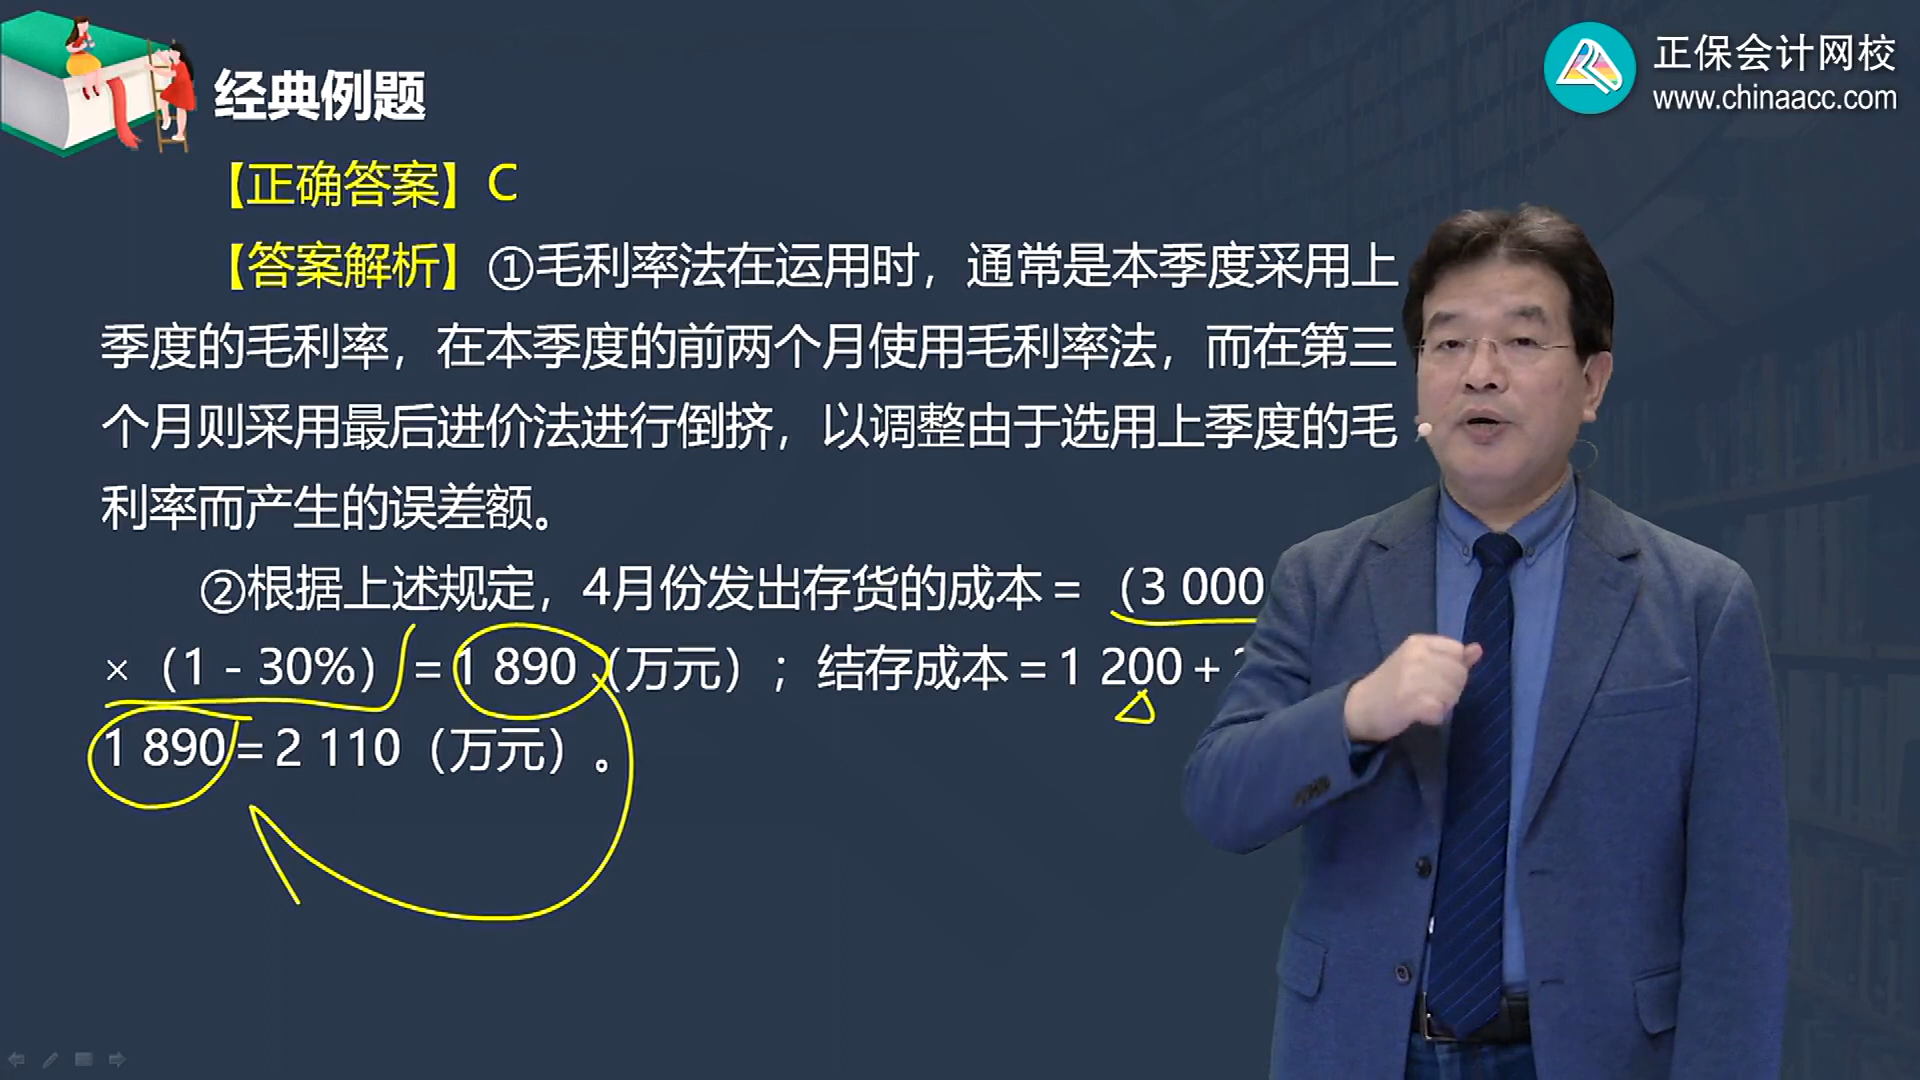 经典例题
正保会计网校
www.chinaacc.com
【正确答案】C
【答案解析】①毛利率法在运用时，通常是本季度采用上
季度的毛利率，在本季度的前两个月使用毛利率法，而在第三
个月则采用最后进价法进行倒挤，以调整由于选用上季度的毛
利率而产生的误差额。
②根据上述规定，4月份发出存货的成本＝（3 000
×（1－30%）＝1 890（万元）；结存成本＝1 200＋
1 890＝2 110（万元）。